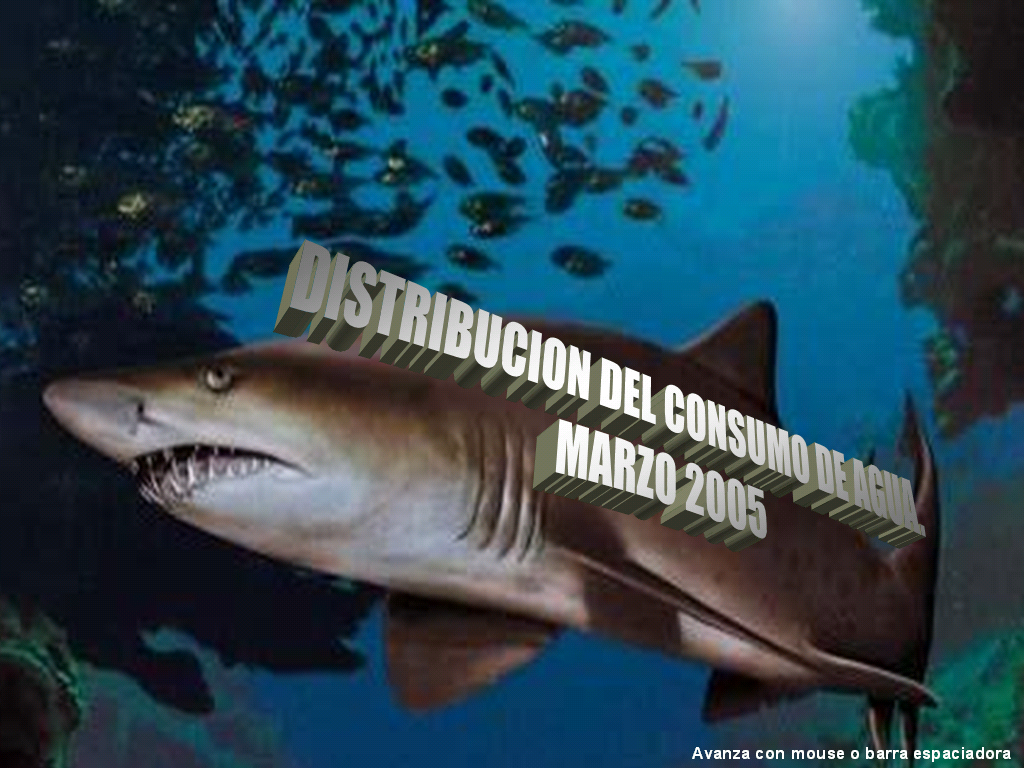 DISTRIBUCION DEL CONSUMO DE AGUA.
MARZO 2005
Avanza con mouse o barra espaciadora